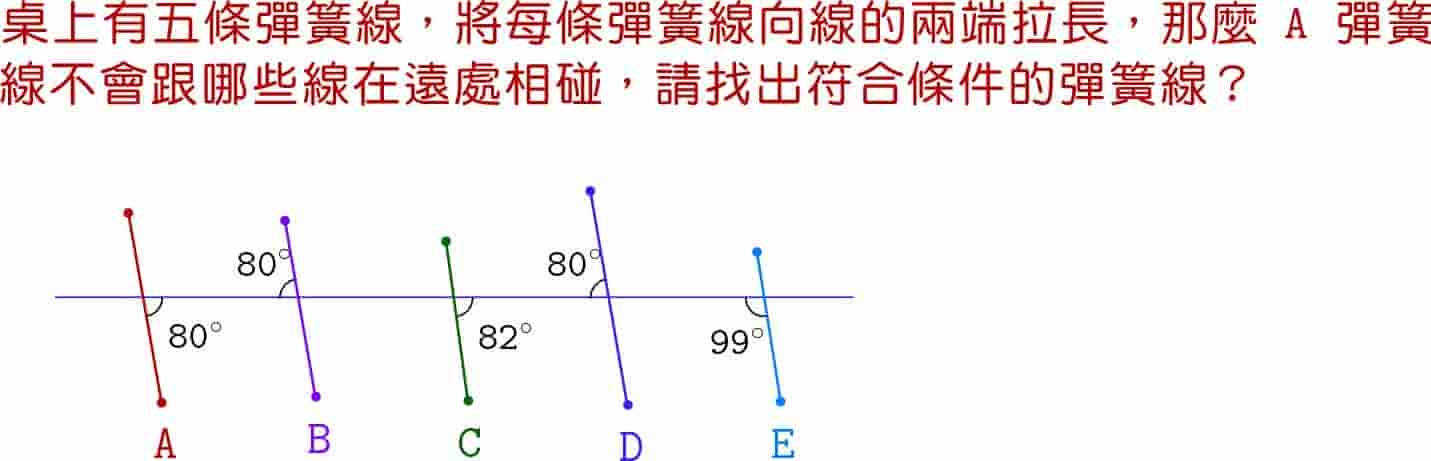 桌上有五條彈簧線，將每條彈簧線向線的兩端拉長，那麼 A 彈簧
線不會跟哪些線在遠處相碰，請找出符合條件的彈簧線？
80° 80°
80° 82° 99°
A B C D E